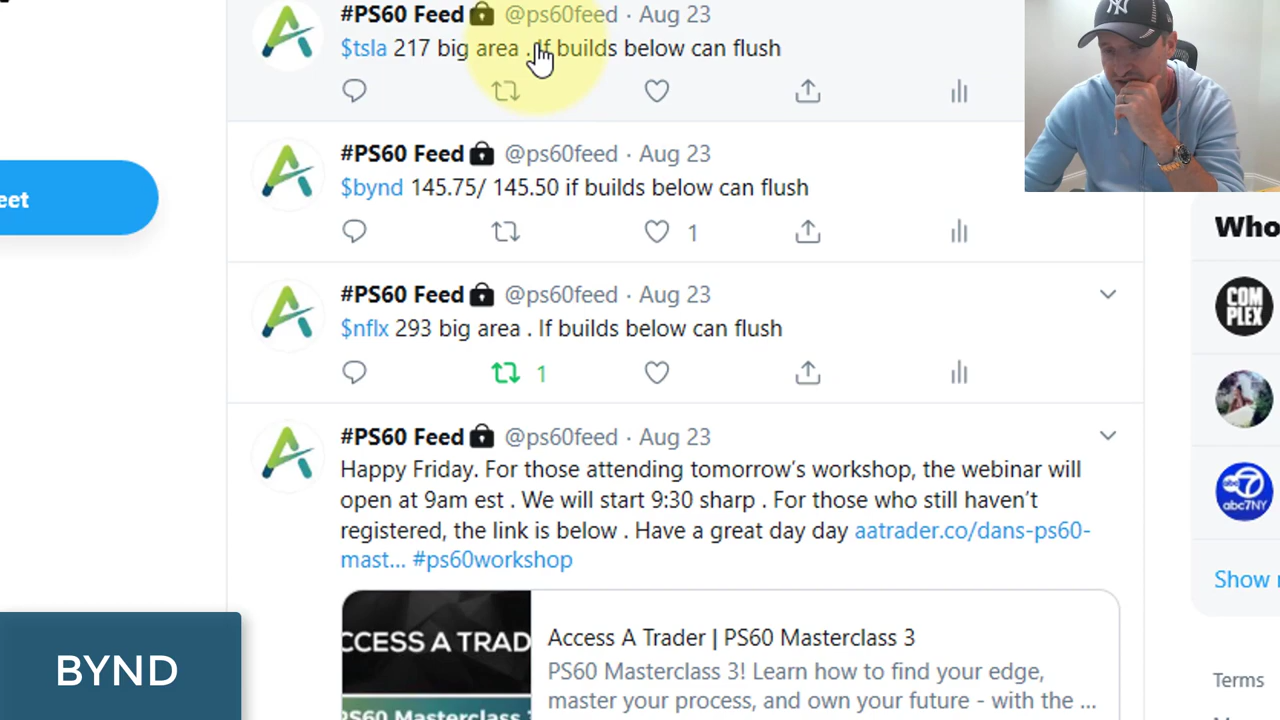 #PS60 Feed @ps60feed · Aug 23
$tsla 217 big area . If builds below can flush
#PS60 Feed @ps60feed · Aug 23
$bynd 145.75/ 145.50 if builds below can flush
1
#PS60 Feed @ps60feed · Aug 23
$nflx 293 big area . If builds below can flush
1
#PS60 Feed @ps60feed · Aug 23
Happy Friday. For those attending tomorrow's workshop, the webinar will
open at 9am est . We will start 9:30 sharp . For those who still haven't
registered, the link is below . Have a great day day aatrader.co/dans-ps60-
mast... #ps60workshop
CCESS A TRAD
PS60 Masterclass
Access A Trader | PS60 Masterclass 3
PS60 Masterclass 3! Learn how to find your edge,
master your process, and own your future - with the ...
eet
BYND
NY
Who
COM
PLEX
abc7NY
Show
Terms